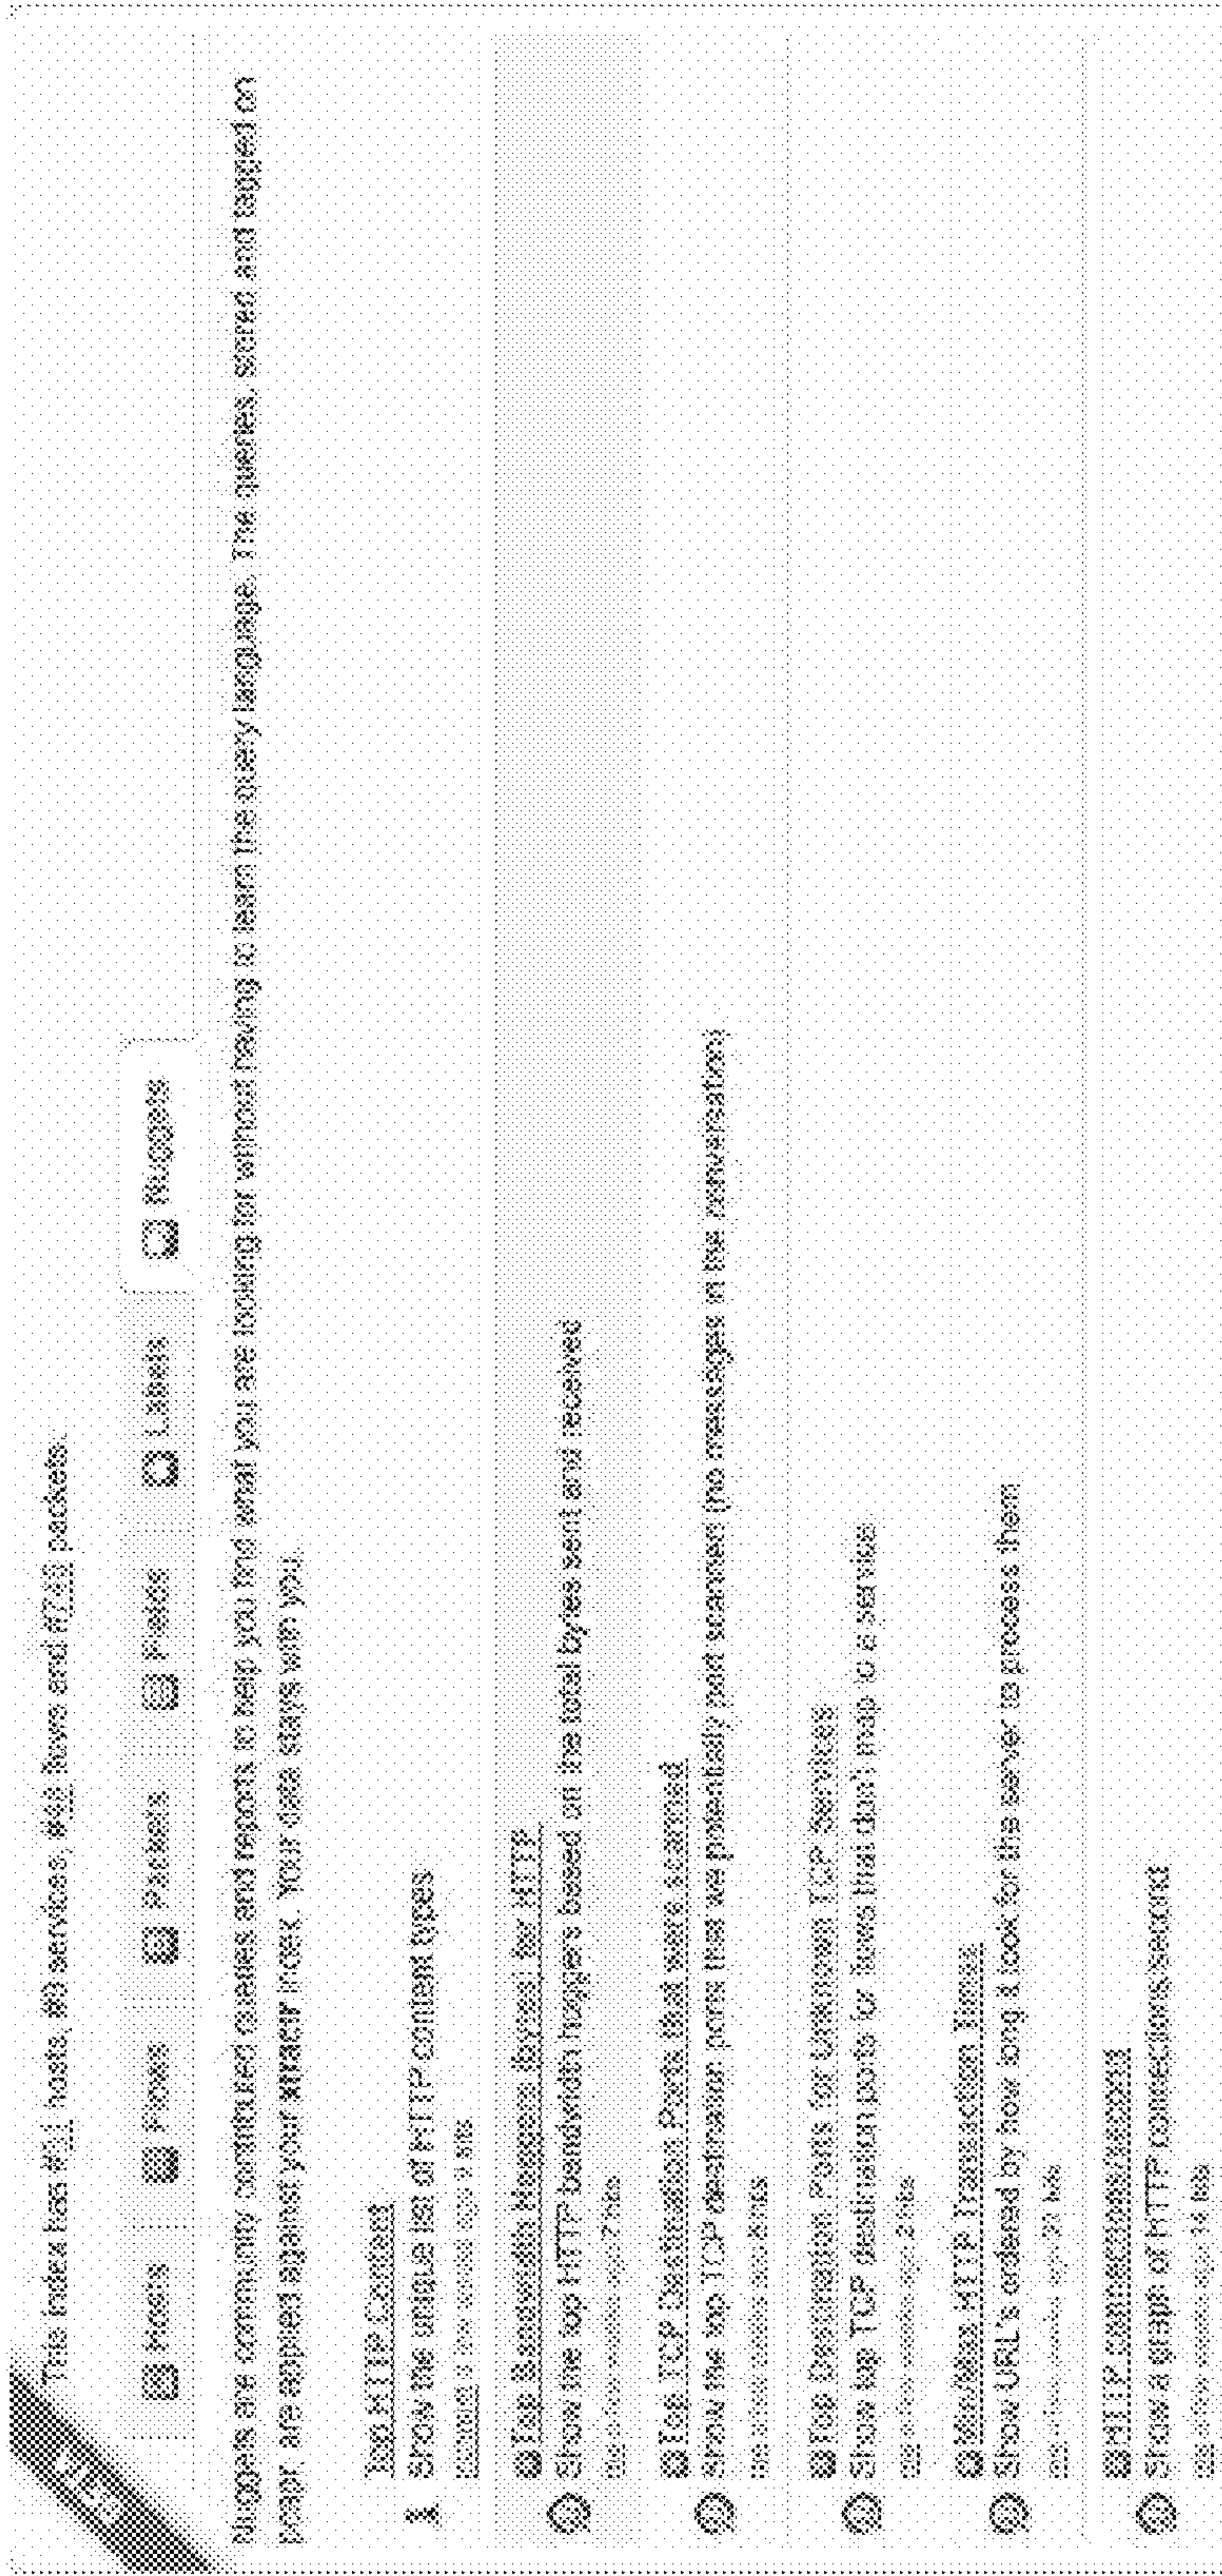 The index has hosts, services, flows and packets.
Hosts
Flows
Packets
Fields
Labels
Nuggets
Nuggets are community contributed queries and reports to help you find what you are looking for without having to learn the query language. The queries, stored and tagged on
pcapr, are applied against your xtractr index. Your data stays with you.
Top HTTP Content
Show the unique list of HTTP content types
Top Bandwidth Hoggers (bytes) for HTTP
Show the top HTTP bandwidth huggers based on the total bytes sent and received
Top TCP Destination Ports that were scanned
Show the top TCP destination ports that we potentially port scanned (no messages in the conversation)
Top Destination Ports for Unknown TCP Services
Show top TCP destination ports for flows that don't map to a service
Min/Max HTTP Transaction Times
Show URL's ordered by how long it took for the server to process them
HTTP connections/second
Show a graph of HTTP connections/second